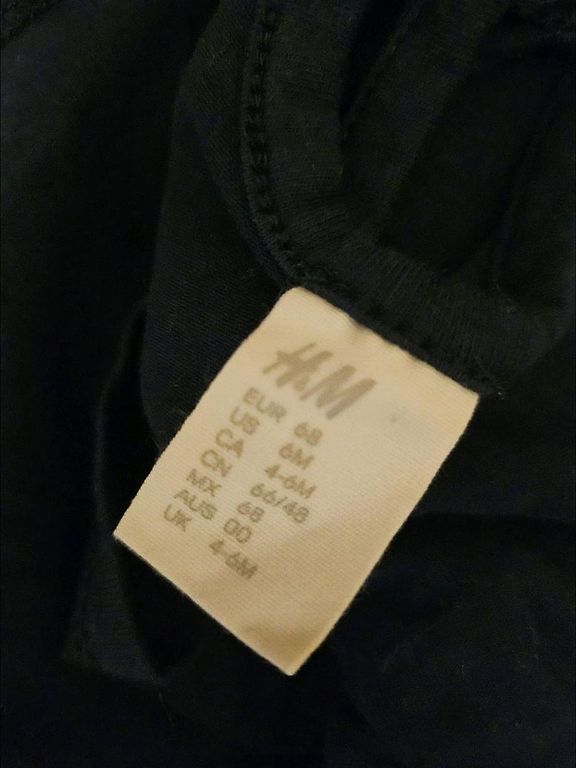 H&M
EUR 68
US 6M
CA 4-6M
CN 66/48
MX 68
AUS 00
UK 4-6M